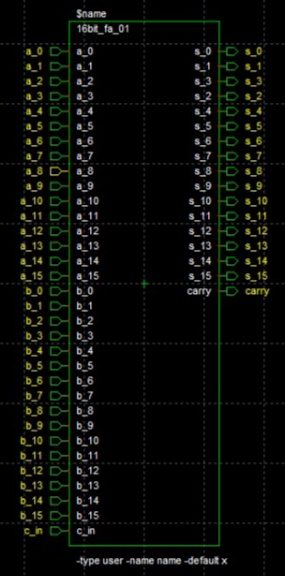 $name
16bit_fa_01
a_0 a_0 s_0 s_0
a_1 a_1 s_1 s_1
a_2 a_2 s_3 s_3
a_3 a_3 s_2 s_2
a_4 a_4 s_4 s_4
a_5 a_5 s_5 s_5
a_6 a_6 s_6 s_6
a_7 a_7 s_7 s_7
a_8 a_8 s_8 s_8
a_9 a_9 s_9 s_9
a_10 a_10 s_10 s_10
a_11 a_11 s_11 s_11
a_12 a_12 s_12 s_12
a_13 a_13 s_13 s_13
a_14 a_14 s_14 s_14
a_15 a_15 s_15 s_15
b_0 b_0 carry carry
b_1 b_1
b_2 b_2
b_3 b_3
b_4 b_4
b_5 b_5
b_6 b_6
b_7 b_7
b_8 b_8
b_9 b_9
b_10 b_10
b_11 b_11
b_12 b_12
b_13 b_13
b_14 b_14
b_15 b_15
c_in c_in
-type user -name name -default x